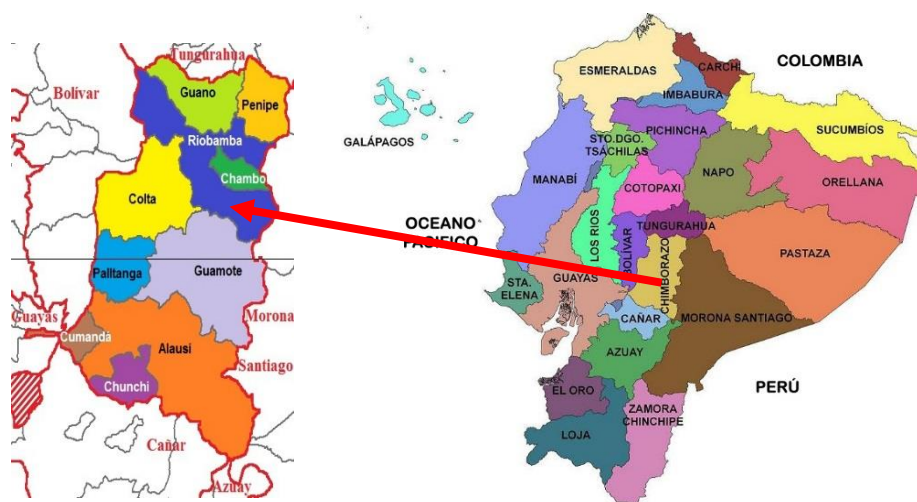 Tungurahua
Bolívar
Guano
Penipe
Riobamba
Chambo
Colta
Palltanga
Guamote
Guayas
Morona
Cumandá
Alausi
Santiago
Chunchi
Cañar
Azuay
COLOMBIA
CARCHI
ESMERALDAS
IMBABURA
SUCUMBÍOS
PICHINCHA
GALÁPAGOS
STO.DGO.
TSÁCHILAS
NAPO
MANABÍ
COTOPAXI
ORELLANA
OCEANO
PACIFICO
LOS RIOS
BOLÍVAR
TUNGURAHUA
PASTAZA
CHIMBORAZO
STA.
ELENA
GUAYAS
CAÑAR
MORONA SANTIAGO
AZUAY
PERÚ
EL ORO
ZAMORA
CHINCHIPE
LOJA